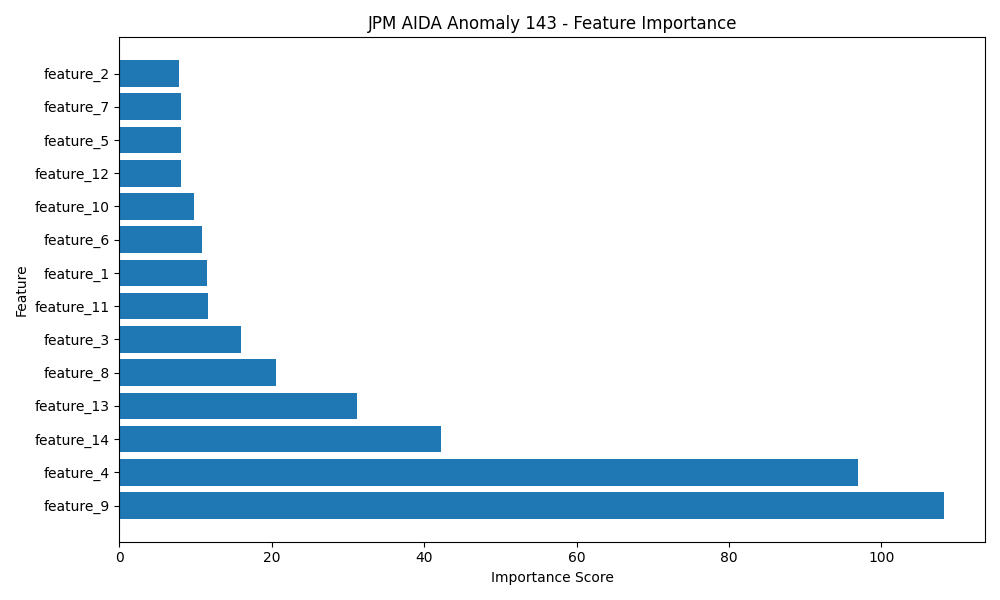 JPM AIDA Anomaly 143 - Feature Importance
feature_2
feature_7
feature_5
feature_12
feature_10
feature_6
feature_1
feature_11
feature_3
feature_8
feature_13
feature_14
feature_4
feature_9
Feature
0 20 40 60 80 100
Importance Score